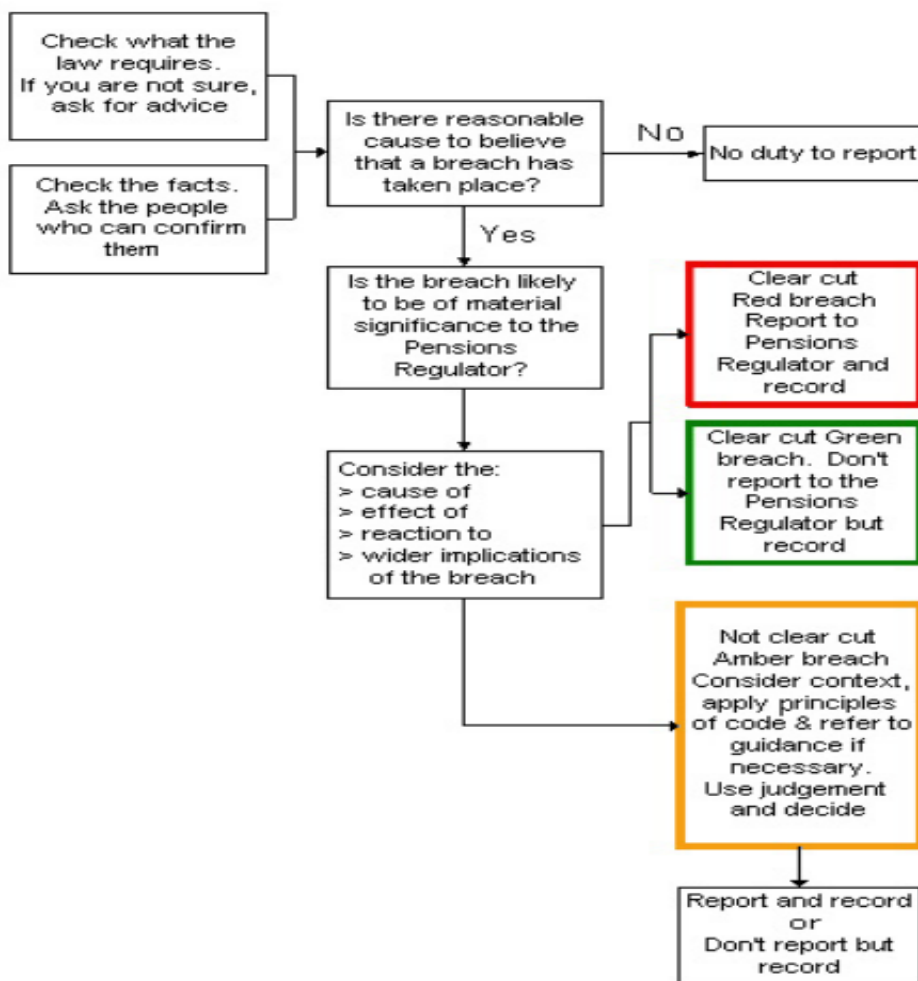 Check what the
law requires.
If you are not sure,
ask for advice
Check the facts.
Ask the people
who can confirm
them
Is there reasonable
cause to believe
that a breach has
taken place?
No
No duty to report
Yes
Is the breach likely
to be of material
significance to the
Pensions
Regulator?
Clear cut
Red breach
Report to
Pensions
Regulator and
record
Clear cut Green
breach. Don't
report to the
Pensions
Regulator but
record
Consider the:
> cause of
> effect of
> reaction to
> wider implications
of the breach
Not clear cut
Amber breach
Consider context,
apply principles
of code & refer to
guidance if
necessary.
Use judgement
and decide
Report and record
or
Don't report but
record